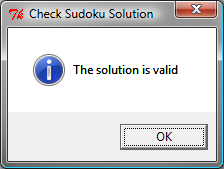 Check Sudoku Solution
The solution is valid
OK